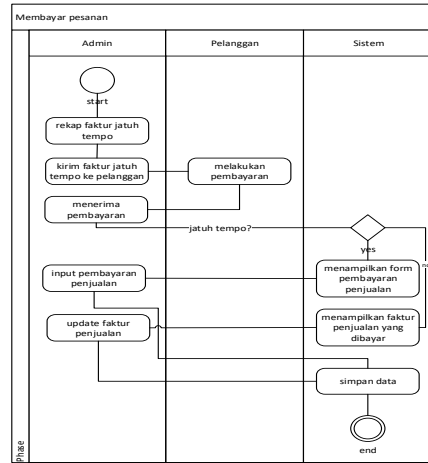 Membayar pesanan
Admin
Pelanggan
Sistem
start
rekap faktur jatuh
tempo
kirim faktur jatuh
tempo ke pelanggan
melakukan
pembayaran
menerima
pembayaran
jatuh tempo?
yes
input pembayaran
penjualan
menampilkan form
pembayaran
penjualan
update faktur
penjualan
menampilkan faktur
penjualan yang
dibayar
simpan data
end
Phase